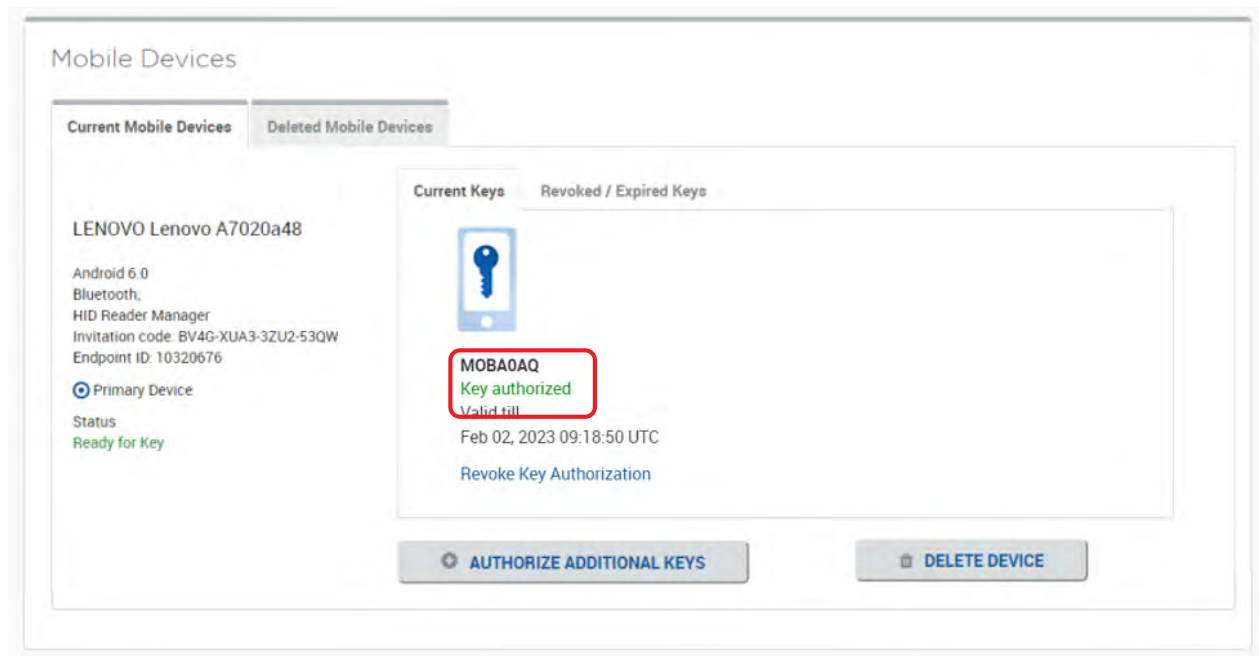 Mobile Devices
Current Mobile Devices
Deleted Mobile Devices
Current Keys
Revoked / Expired Keys
LENOVO Lenovo A7020a48
Android 6.0
Bluetooth,
HID Reader Manager
Invitation code: BV4G-XUA3-3ZU2-53QW
Endpoint ID: 10320676
Primary Device
Status
Ready for Key
MOBA0AQ
Key authorized
Valid till
Feb 02, 2023 09:18:50 UTC
Revoke Key Authorization
AUTHORIZE ADDITIONAL KEYS
DELETE DEVICE